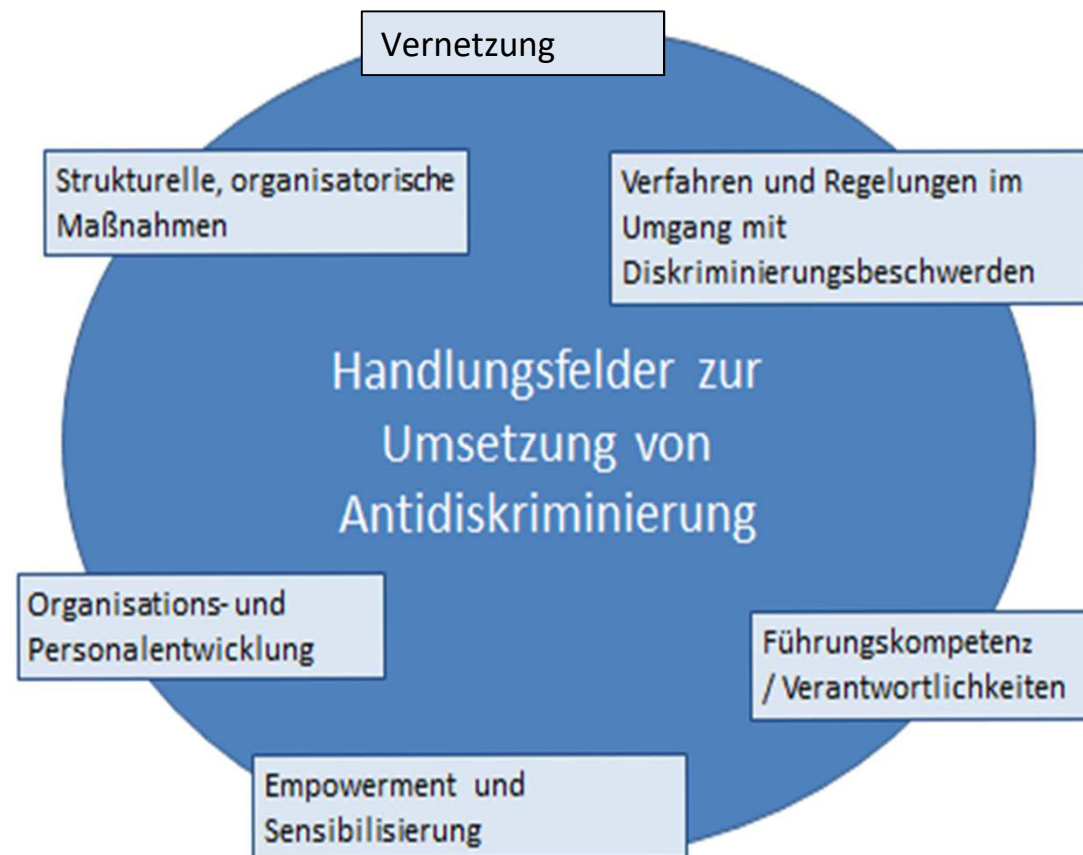 Vernetzung
Strukturelle, organisatorische
Maßnahmen
Verfahren und Regelungen im
Umgang mit
Diskriminierungsbeschwerden
Handlungsfelder zur
Umsetzung von
Antidiskriminierung
Organisations- und
Personalentwicklung
Führungskompetenz
/ Verantwortlichkeiten
Empowerment und
Sensibilisierung